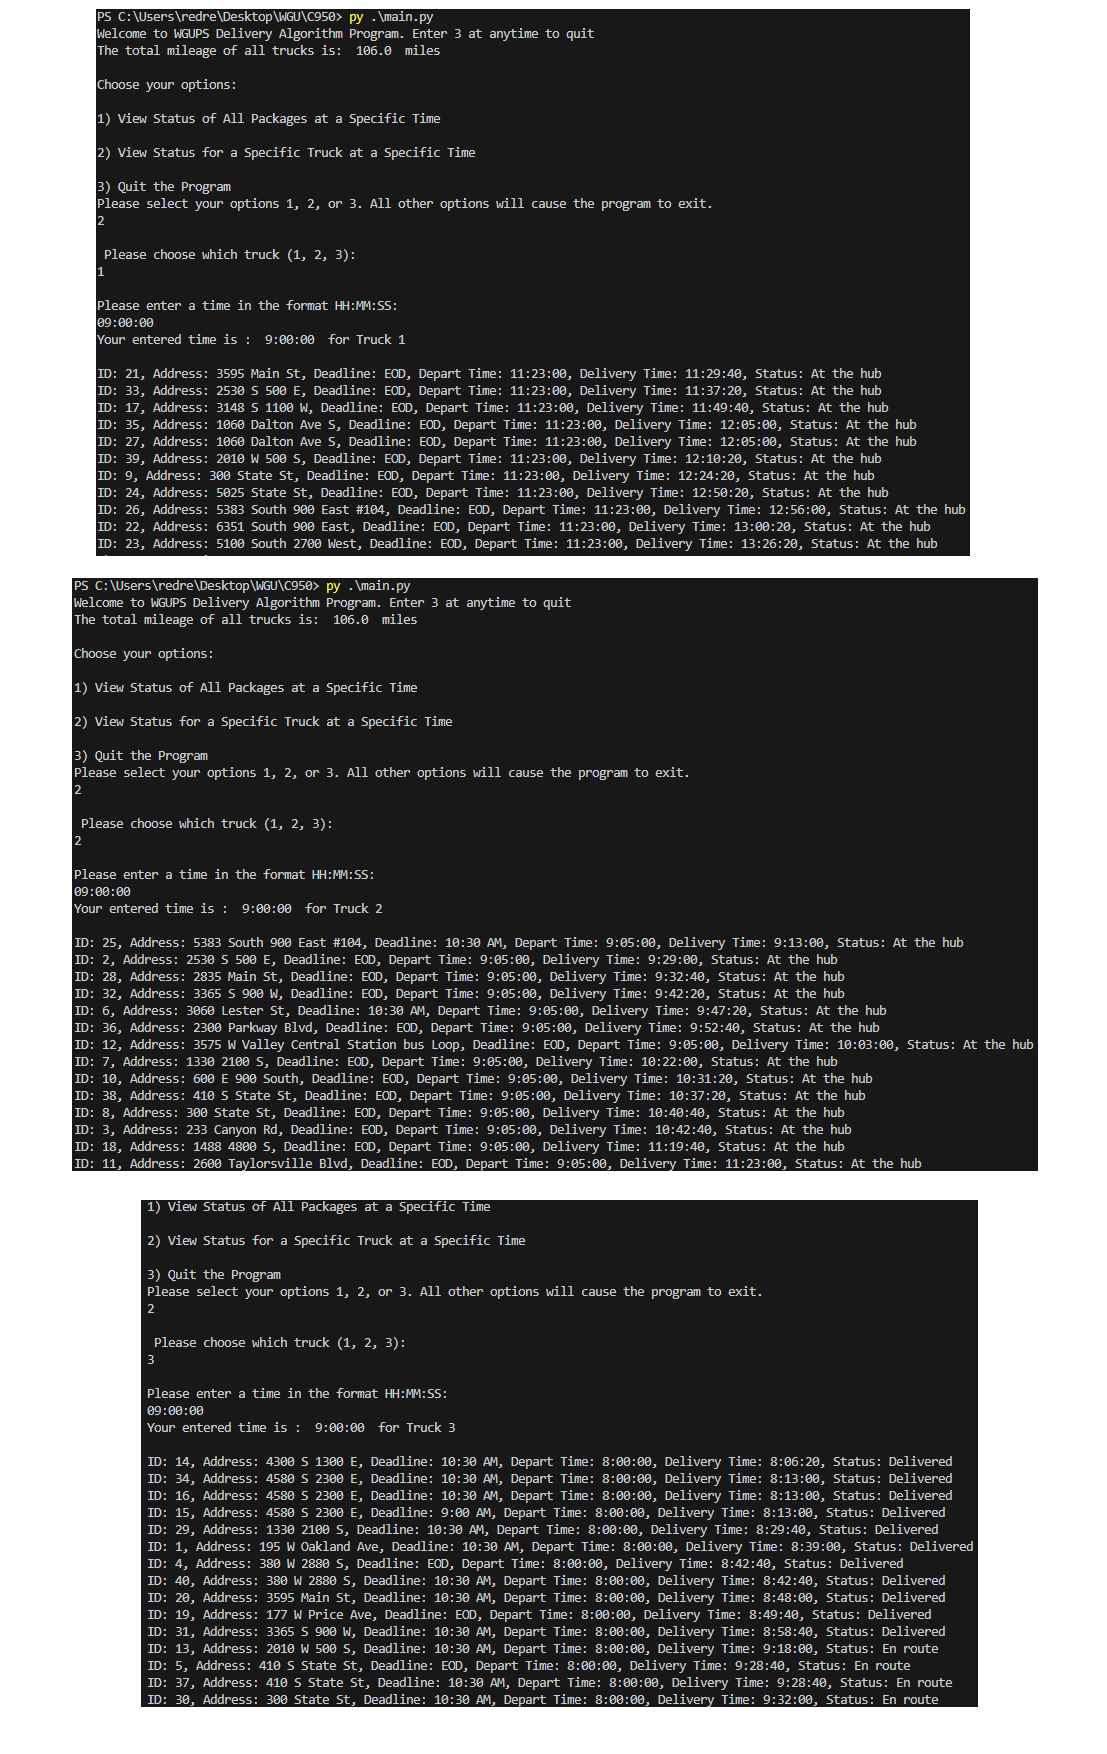 PS C:\Users\redre\Desktop\WGU\C950> py .\main.py
Welcome to WGUPS Delivery Algorithm Program. Enter 3 at anytime to quit
The total mileage of all trucks is:  106.0  miles
Choose your options:
1) View Status of All Packages at a Specific Time
2) View Status for a Specific Truck at a Specific Time
3) Quit the Program
Please select your options 1, 2, or 3. All other options will cause the program to exit.
2
Please choose which truck (1, 2, 3):
1
Please enter a time in the format HH:MM:SS:
09:00:00
Your entered time is :  9:00:00  for Truck 1
ID: 21, Address: 3595 Main St, Deadline: EOD, Depart Time: 11:23:00, Delivery Time: 11:29:40, Status: At the hub
ID: 33, Address: 2530 S 500 E, Deadline: EOD, Depart Time: 11:23:00, Delivery Time: 11:37:20, Status: At the hub
ID: 17, Address: 3148 S 1100 W, Deadline: EOD, Depart Time: 11:23:00, Delivery Time: 11:49:40, Status: At the hub
ID: 35, Address: 1060 Dalton Ave S, Deadline: EOD, Depart Time: 11:23:00, Delivery Time: 12:05:00, Status: At the hub
ID: 27, Address: 1060 Dalton Ave S, Deadline: EOD, Depart Time: 11:23:00, Delivery Time: 12:05:00, Status: At the hub
ID: 39, Address: 2010 W 500 S, Deadline: EOD, Depart Time: 11:23:00, Delivery Time: 12:10:20, Status: At the hub
ID: 9, Address: 300 State St, Deadline: EOD, Depart Time: 11:23:00, Delivery Time: 12:24:20, Status: At the hub
ID: 24, Address: 5025 State St, Deadline: EOD, Depart Time: 11:23:00, Delivery Time: 12:50:20, Status: At the hub
ID: 26, Address: 5383 South 900 East #104, Deadline: EOD, Depart Time: 11:23:00, Delivery Time: 12:56:00, Status: At the hub
ID: 22, Address: 6351 South 900 East, Deadline: EOD, Depart Time: 11:23:00, Delivery Time: 13:00:20, Status: At the hub
ID: 23, Address: 5100 South 2700 West, Deadline: EOD, Depart Time: 11:23:00, Delivery Time: 13:26:20, Status: At the hub
PS C:\Users\redre\Desktop\WGU\C950> py .\main.py
Welcome to WGUPS Delivery Algorithm Program. Enter 3 at anytime to quit
The total mileage of all trucks is:  106.0  miles
Choose your options:
1) View Status of All Packages at a Specific Time
2) View Status for a Specific Truck at a Specific Time
3) Quit the Program
Please select your options 1, 2, or 3. All other options will cause the program to exit.
2
Please choose which truck (1, 2, 3):
2
Please enter a time in the format HH:MM:SS:
09:00:00
Your entered time is :  9:00:00  for Truck 2
ID: 25, Address: 5383 South 900 East #104, Deadline: 10:30 AM, Depart Time: 9:05:00, Delivery Time: 9:13:00, Status: At the hub
ID: 2, Address: 2530 S 500 E, Deadline: EOD, Depart Time: 9:05:00, Delivery Time: 9:29:00, Status: At the hub
ID: 28, Address: 2835 Main St, Deadline: EOD, Depart Time: 9:05:00, Delivery Time: 9:32:40, Status: At the hub
ID: 32, Address: 3365 S 900 W, Deadline: EOD, Depart Time: 9:05:00, Delivery Time: 9:42:20, Status: At the hub
ID: 6, Address: 3060 Lester St, Deadline: 10:30 AM, Depart Time: 9:05:00, Delivery Time: 9:47:20, Status: At the hub
ID: 36, Address: 2300 Parkway Blvd, Deadline: EOD, Depart Time: 9:05:00, Delivery Time: 9:52:40, Status: At the hub
ID: 12, Address: 3575 W Valley Central Station bus Loop, Deadline: EOD, Depart Time: 9:05:00, Delivery Time: 10:03:00, Status: At the hub
ID: 7, Address: 1330 2100 S, Deadline: EOD, Depart Time: 9:05:00, Delivery Time: 10:22:00, Status: At the hub
ID: 10, Address: 600 E 900 South, Deadline: EOD, Depart Time: 9:05:00, Delivery Time: 10:31:20, Status: At the hub
ID: 38, Address: 410 S State St, Deadline: EOD, Depart Time: 9:05:00, Delivery Time: 10:37:20, Status: At the hub
ID: 8, Address: 300 State St, Deadline: EOD, Depart Time: 9:05:00, Delivery Time: 10:40:40, Status: At the hub
ID: 3, Address: 233 Canyon Rd, Deadline: EOD, Depart Time: 9:05:00, Delivery Time: 10:42:40, Status: At the hub
ID: 18, Address: 1488 4800 S, Deadline: EOD, Depart Time: 9:05:00, Delivery Time: 11:19:40, Status: At the hub
ID: 11, Address: 2600 Taylorsville Blvd, Deadline: EOD, Depart Time: 9:05:00, Delivery Time: 11:23:00, Status: At the hub
1) View Status of All Packages at a Specific Time
2) View Status for a Specific Truck at a Specific Time
3) Quit the Program
Please select your options 1, 2, or 3. All other options will cause the program to exit.
2
Please choose which truck (1, 2, 3):
3
Please enter a time in the format HH:MM:SS:
09:00:00
Your entered time is :  9:00:00  for Truck 3
ID: 14, Address: 4300 S 1300 E, Deadline: 10:30 AM, Depart Time: 8:00:00, Delivery Time: 8:06:20, Status: Delivered
ID: 34, Address: 4580 S 2300 E, Deadline: 10:30 AM, Depart Time: 8:00:00, Delivery Time: 8:13:00, Status: Delivered
ID: 16, Address: 4580 S 2300 E, Deadline: 10:30 AM, Depart Time: 8:00:00, Delivery Time: 8:13:00, Status: Delivered
ID: 15, Address: 4580 S 2300 E, Deadline: 9:00 AM, Depart Time: 8:00:00, Delivery Time: 8:13:00, Status: Delivered
ID: 29, Address: 1330 2100 S, Deadline: 10:30 AM, Depart Time: 8:00:00, Delivery Time: 8:29:40, Status: Delivered
ID: 1, Address: 195 W Oakland Ave, Deadline: 10:30 AM, Depart Time: 8:00:00, Delivery Time: 8:39:00, Status: Delivered
ID: 4, Address: 380 W 2880 S, Deadline: EOD, Depart Time: 8:00:00, Delivery Time: 8:42:40, Status: Delivered
ID: 40, Address: 380 W 2880 S, Deadline: 10:30 AM, Depart Time: 8:00:00, Delivery Time: 8:42:40, Status: Delivered
ID: 20, Address: 3595 Main St, Deadline: 10:30 AM, Depart Time: 8:00:00, Delivery Time: 8:48:00, Status: Delivered
ID: 19, Address: 177 W Price Ave, Deadline: EOD, Depart Time: 8:00:00, Delivery Time: 8:49:40, Status: Delivered
ID: 31, Address: 3365 S 900 W, Deadline: 10:30 AM, Depart Time: 8:00:00, Delivery Time: 8:58:40, Status: Delivered
ID: 13, Address: 2010 W 500 S, Deadline: 10:30 AM, Depart Time: 8:00:00, Delivery Time: 9:18:00, Status: En route
ID: 5, Address: 410 S State St, Deadline: EOD, Depart Time: 8:00:00, Delivery Time: 9:28:40, Status: En route
ID: 37, Address: 410 S State St, Deadline: 10:30 AM, Depart Time: 8:00:00, Delivery Time: 9:28:40, Status: En route
ID: 30, Address: 300 State St, Deadline: 10:30 AM, Depart Time: 8:00:00, Delivery Time: 9:32:00, Status: En route